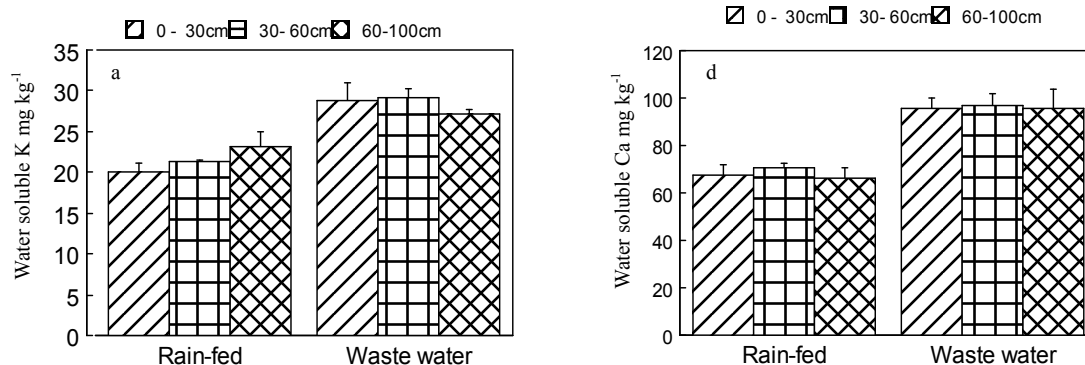 0 - 30cm 30- 60cm 60-100cm
a
Water soluble K mg kg-1
35
30
25
20
15
10
5
0
Rain-fed Waste water
0 - 30cm 30 - 60cm 60-100cm
d
Water soluble Ca mg kg-1
120
100
80
60
40
20
0
Rain-fed Waste water